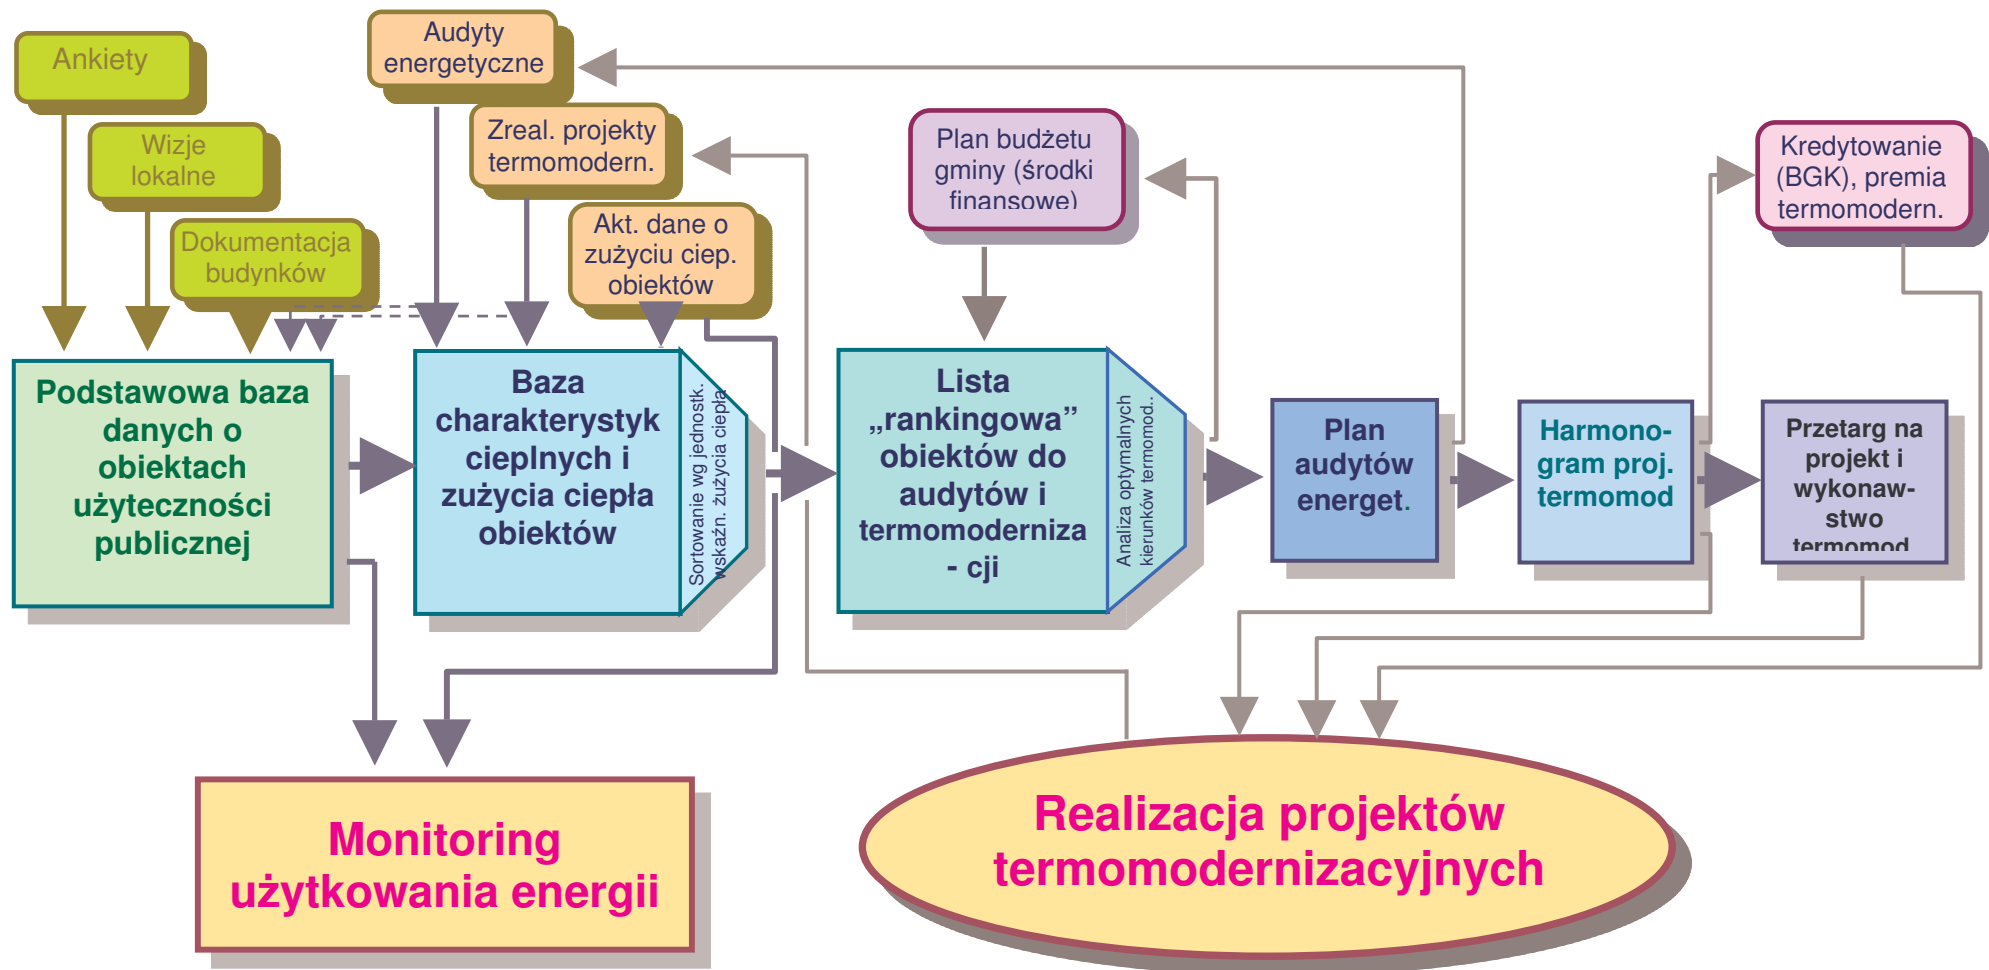 Ankiety
Wizje
lokalne
Dokumentacja
budynków
Audyty
energetyczne
Zreal. projekty
termomodern.
Akt. dane o
zużyciu ciep.
obiektów
Plan budżetu
gminy (środki
finansowe)
Kredytowanie
(BGK), premia
termomodern.
Podstawowa baza
danych o
obiektach
użyteczności
publicznej
Baza
charakterystyk
cieplnych i
zużycia ciepła
obiektów
Sortowanie wg jednostk.
wskaźn. żużycia ciepła
Lista
„rankingowa”
obiektów do
audytów i
termomoderniza
- cji
Analiza optymalnych
kierunków termomod..
Plan
audytów
energet.
Harmono-
gram proj.
termomod
Przetarg na
projekt i
wykonaw-
stwo
termomod
Monitoring
użytkowania energii
Realizacja projektów
termomodernizacyjnych